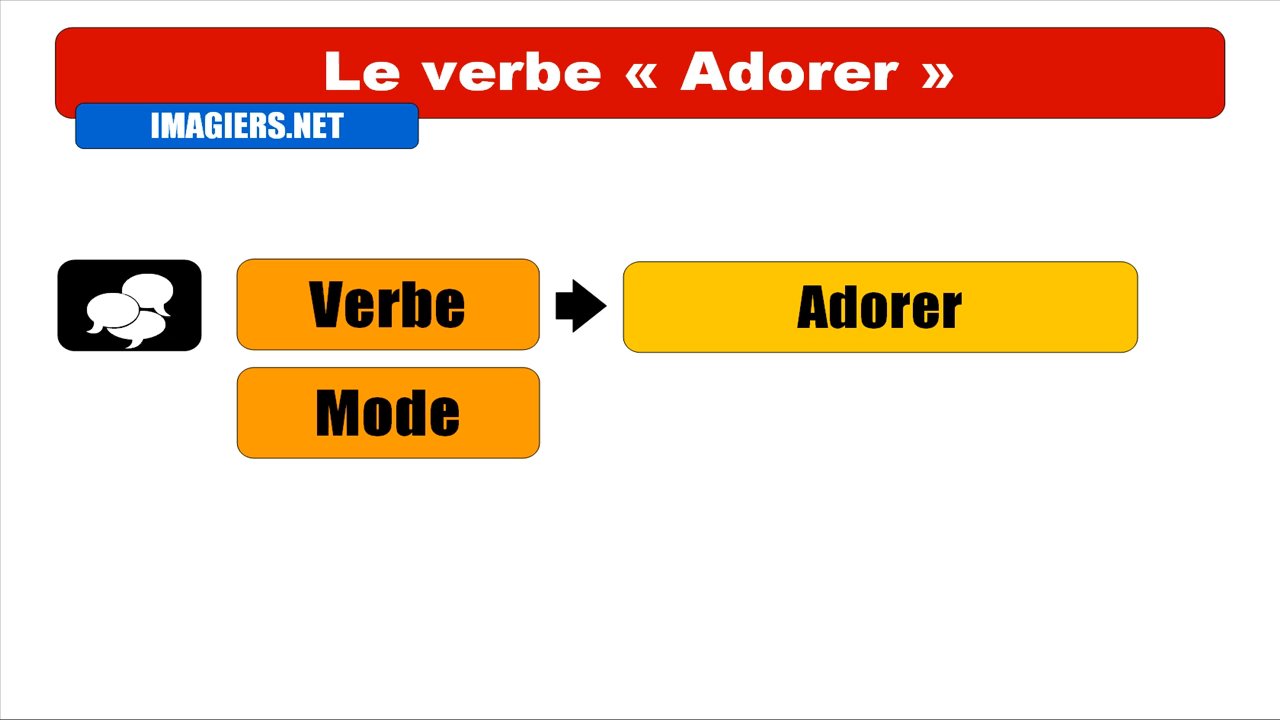 Le verbe « Adorer »
IMAGIERS.NET
Verbe
Adorer
Mode